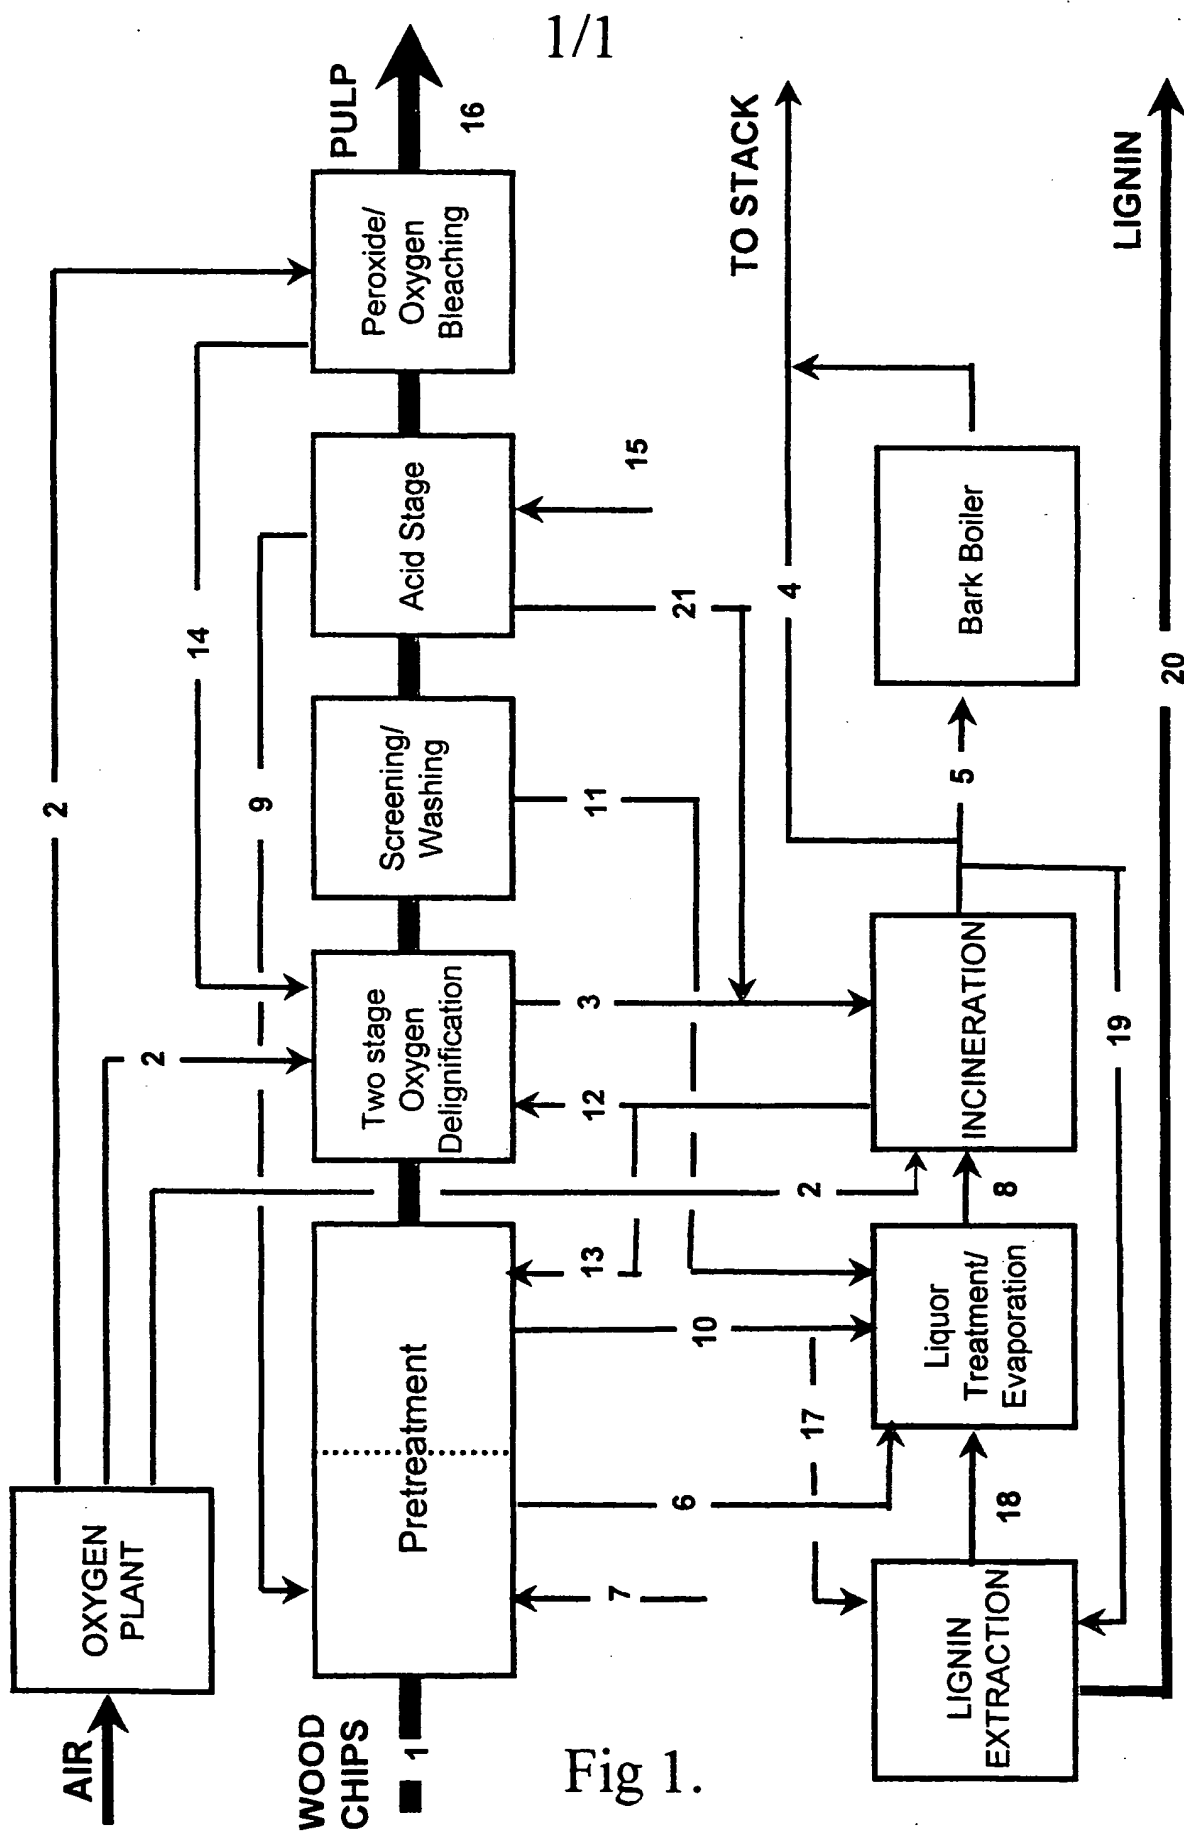 1/1
AIR
OXYGEN
PLANT
2
2
14
9
WOOD
CHIPS
1
Pretreatment
Two stage
Oxygen
Delignification
Screening/
Washing
Acid Stage
Peroxide/
Oxygen
Bleaching
PULP
16
7
6
10
13
12
3
11
21
15
17
2
4
TO STACK
LIGNIN
EXTRACTION
18
Liquor
Treatment/
Evaporation
8
INCINERATION
5
Bark Boiler
19
20
LIGNIN
Fig 1.